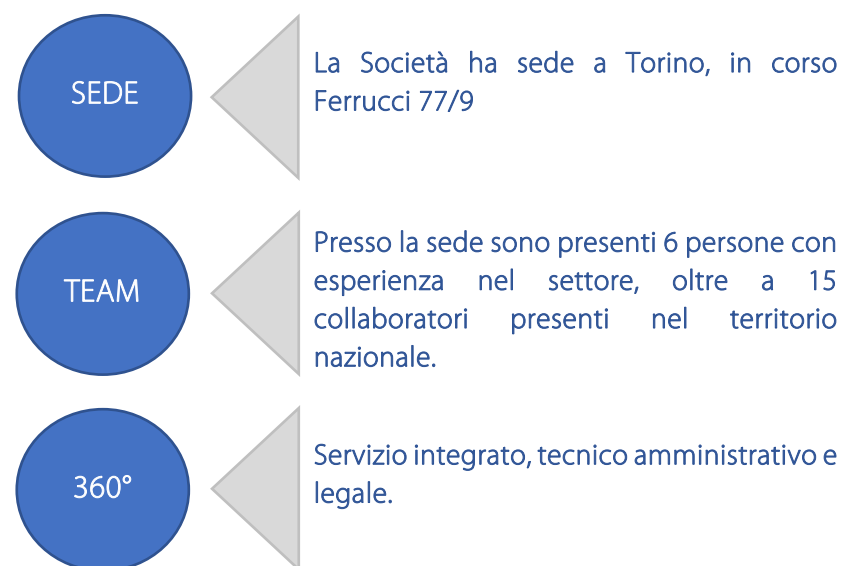 SEDE
La Società ha sede a Torino, in corso
Ferrucci 77/9
TEAM
Presso la sede sono presenti 6 persone con
esperienza nel settore, oltre a 15
collaboratori presenti nel territorio
nazionale.
360°
Servizio integrato, tecnico amministrativo e
legale.